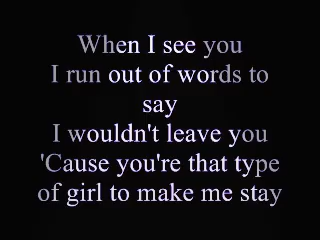 When I see you
I run out of words to
say
I wouldn't leave you
'Cause you're that type
of girl to make me stay